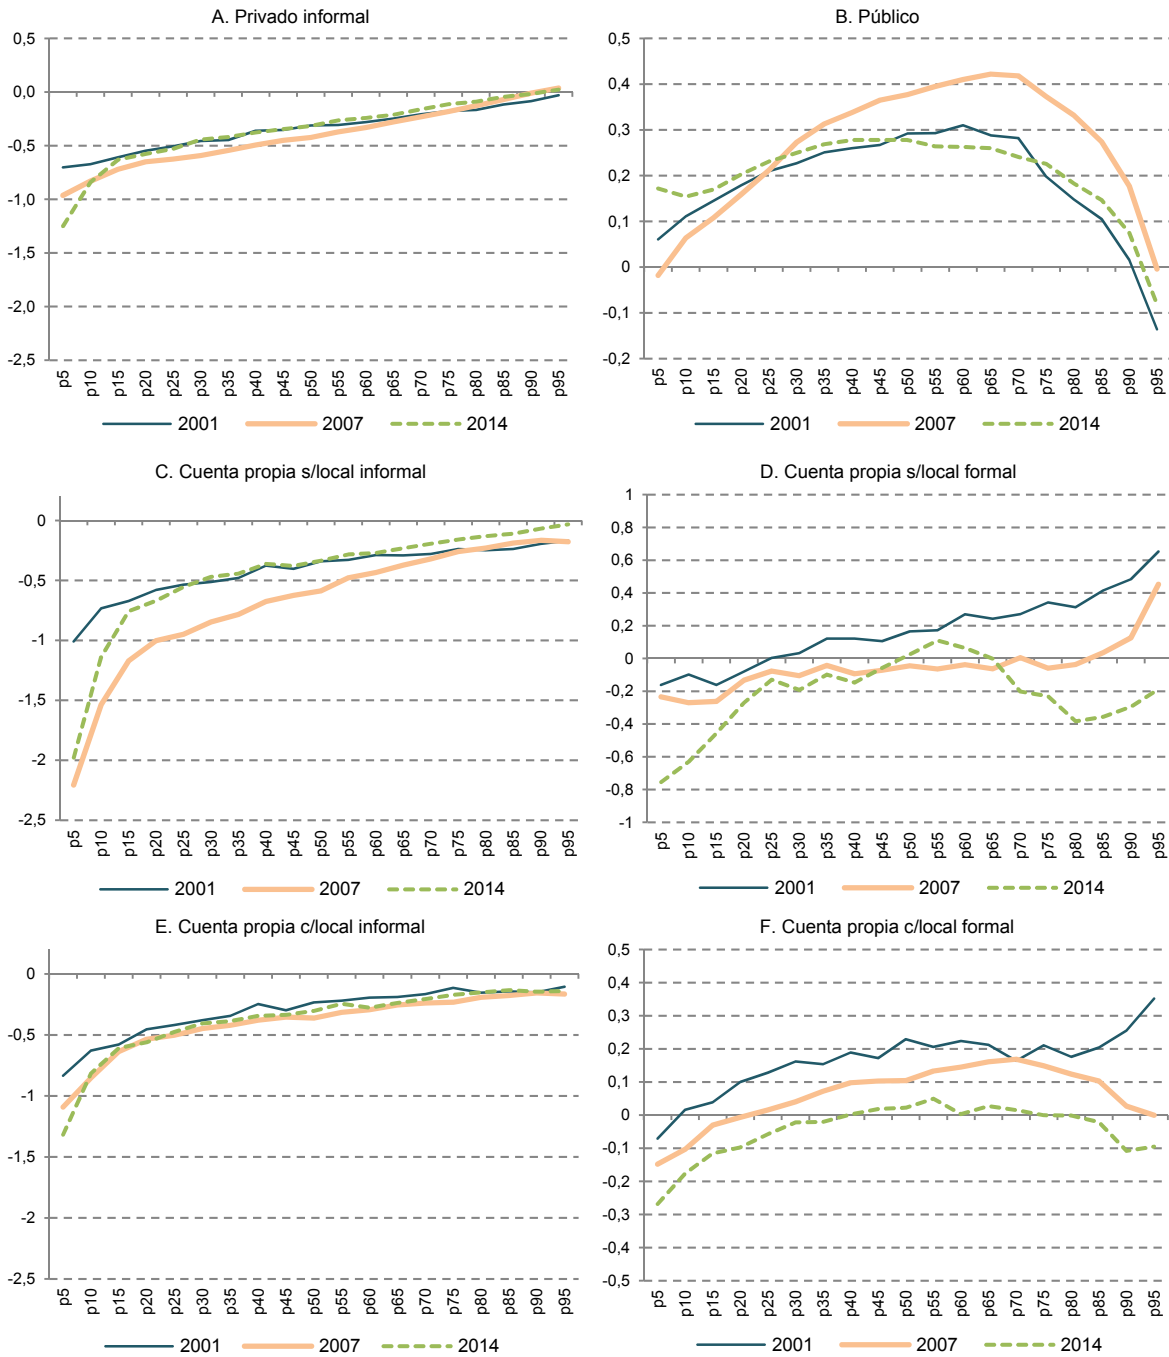 A. Privado informal
0,5
0,0
-0,5
-1,0
-1,5
-2,0
-2,5
p5 p10 p15 p20 p25 p30 p35 p40 p45 p50 p55 p60 p65 p70 p75 p80 p85 p90 p95
2001 2007 2014
B. Público
0,5
0,4
0,3
0,2
0,1
0
-0,1
-0,2
p5 p10 p15 p20 p25 p30 p35 p40 p45 p50 p55 p60 p65 p70 p75 p80 p85 p90 p95
2001 2007 2014
C. Cuenta propia s/local informal
0
-0,5
-1
-1,5
-2
-2,5
p5 p10 p15 p20 p25 p30 p35 p40 p45 p50 p55 p60 p65 p70 p75 p80 p85 p90 p95
2001 2007 2014
D. Cuenta propia s/local formal
1
0,8
0,6
0,4
0,2
0
-0,2
-0,4
-0,6
-0,8
-1
p5 p10 p15 p20 p25 p30 p35 p40 p45 p50 p55 p60 p65 p70 p75 p80 p85 p90 p95
2001 2007 2014
E. Cuenta propia c/local informal
0
-0,5
-1
-1,5
-2
-2,5
p5 p10 p15 p20 p25 p30 p35 p40 p45 p50 p55 p60 p65 p70 p75 p80 p85 p90 p95
2001 2007 2014
F. Cuenta propia c/local formal
0,5
0,4
0,3
0,2
0,1
0
-0,1
-0,2
-0,3
-0,4
-0,5
p5 p10 p15 p20 p25 p30 p35 p40 p45 p50 p55 p60 p65 p70 p75 p80 p85 p90 p95
2001 2007 2014